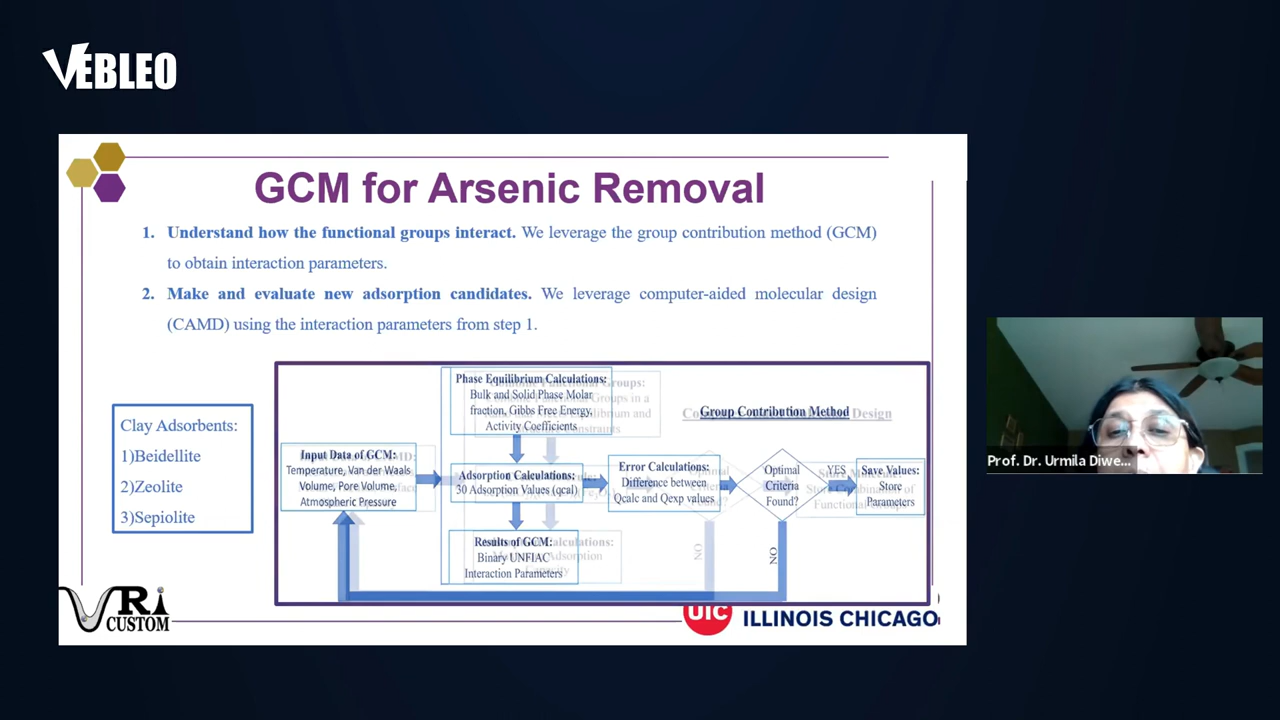 VEBLEO
GCM for Arsenic Removal
1. Understand how the functional groups interact. We leverage the group contribution method (GCM)
to obtain interaction parameters.
2. Make and evaluate new adsorption candidates. We leverage computer-aided molecular design
(CAMD) using the interaction parameters from step 1.
Clay Adsorbents:
1)Beidellite
2)Zeolite
3)Sepiolite
Phase Equilibrium Calculations:
Bulk and Solid Phase Molar
fraction, Gibbs Free Energy,
Activity Coefficients
Group Contribution Method
Design
Input Data of GCM:
Temperature, Van der Waals
Volume, Pore Volume,
Atmospheric Pressure
Adsorption Calculations:
30 Adsorption Values (qcal)
Error Calculations:
Difference between
Qcalc and Qexp values
Optimal
Criteria
Found?
YES
Save Values:
Store
Parameters
NO
NO
Results of GCM:
Binary UNFIAC
Interaction Parameters
VRi
CUSTOM
UIC
ILLINOIS CHICAGO
Prof. Dr. Urmila Diwe...